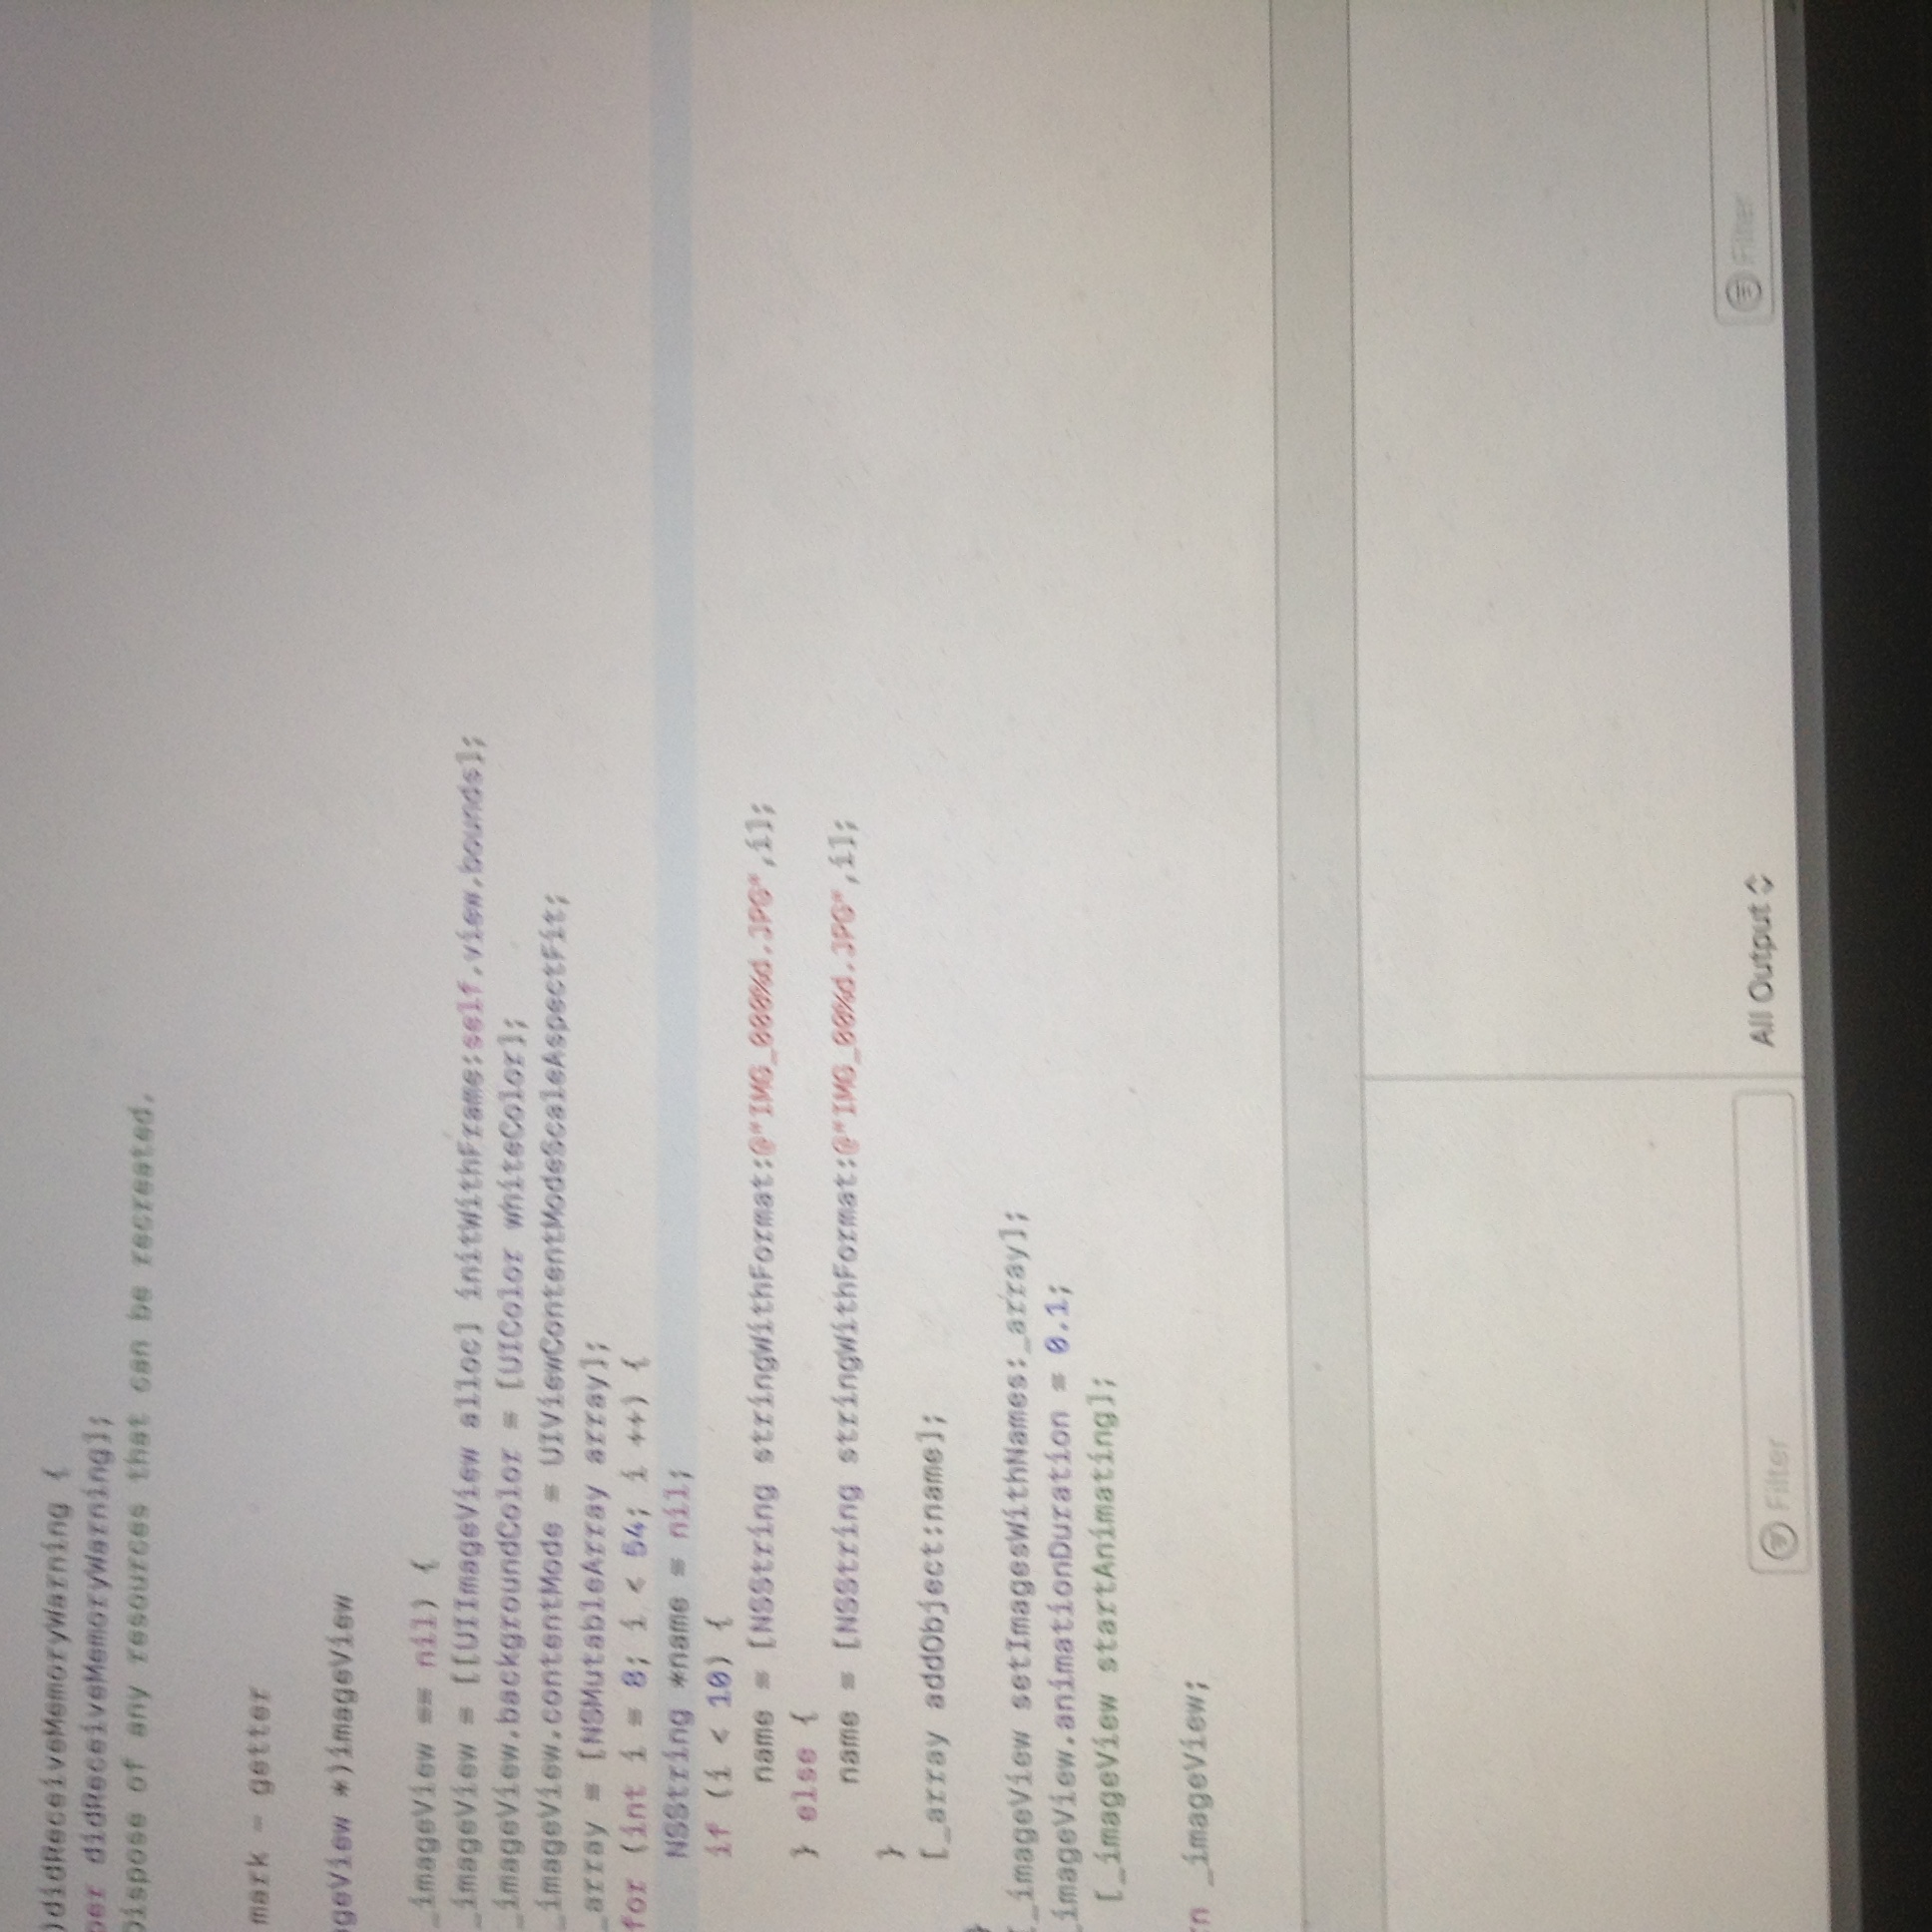 )didReceiveMemoryWarning {
per didReceiveMemoryWarning];
Dispose of any resources that can be recreated.
mark - getter
ageView *)imageView
_imageView == nil) {
_imageView = [[UIImageView alloc] initWithFrame:self.view.bounds];
_imageView.backgroundColor = [UIColor whiteColor];
_imageView.contentMode = UIViewContentModeScaleAspectFit;
_array = [NSMutableArray array];
for (int i = 8; i < 54; i ++) {
NSString *name = nil;
if (i < 10) {
name = [NSString stringWithFormat:@"IMG_000%d.JPG",i];
} else {
name = [NSString stringWithFormat:@"IMG_00%d.JPG",i];
}
[_array addObject:name];
}
[_imageView setImagesWithNames:_array];
_imageView.animationDuration = 0.1;
[_imageView startAnimating];
rn _imageView;
Filter
All Output
Filter